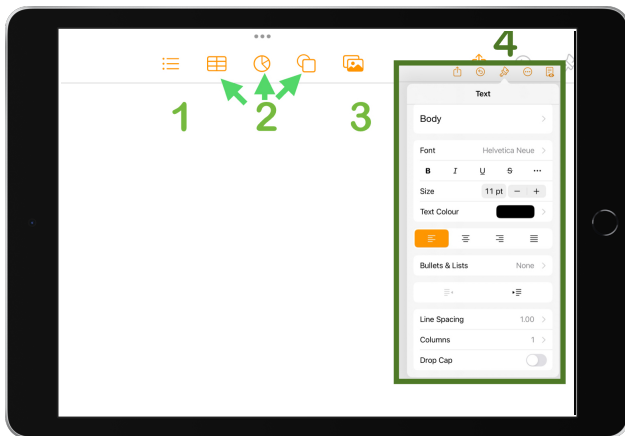 4
1
2
3
Text
Body
Font Helvetica Neue
B I U S
Size 11 pt − +
Text Colour
Bullets & Lists None
Line Spacing 1.00
Columns 1
Drop Cap